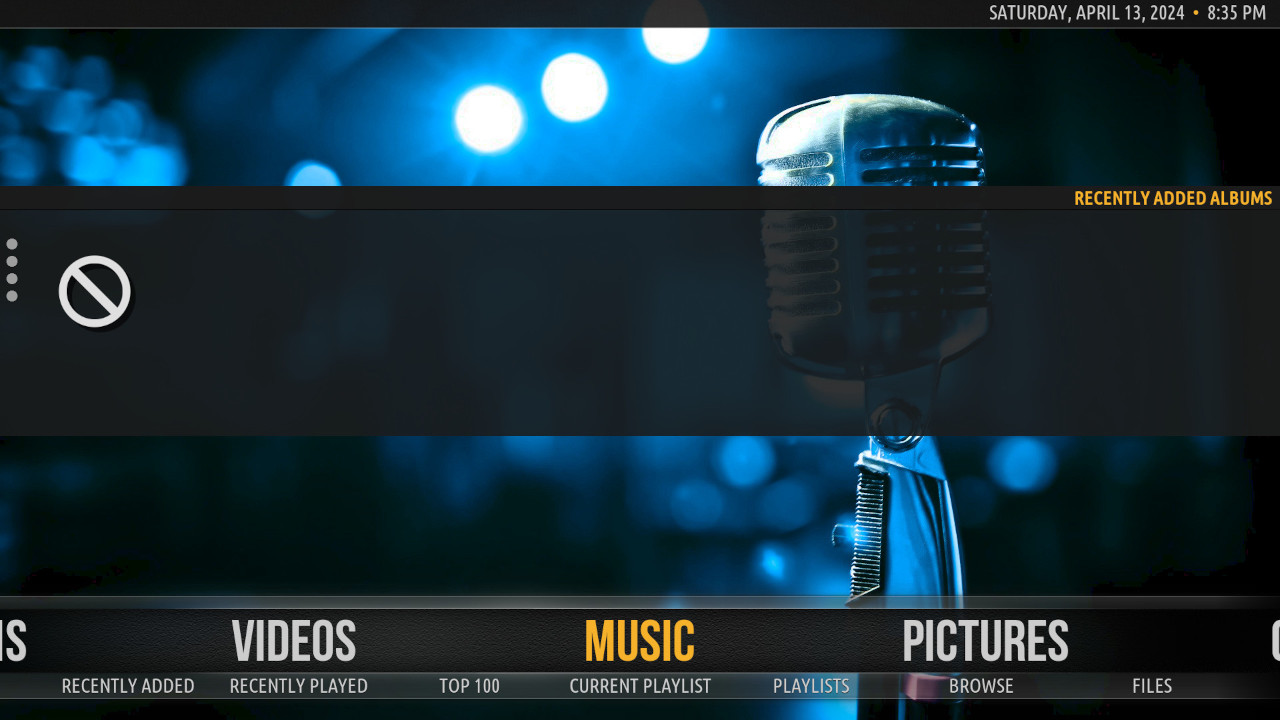 SATURDAY, APRIL 13, 2024 • 8:35 PM
RECENTLY ADDED ALBUMS
VIDEOS MUSIC PICTURES
RECENTLY ADDED RECENTLY PLAYED TOP 100 CURRENT PLAYLIST PLAYLISTS BROWSE FILES